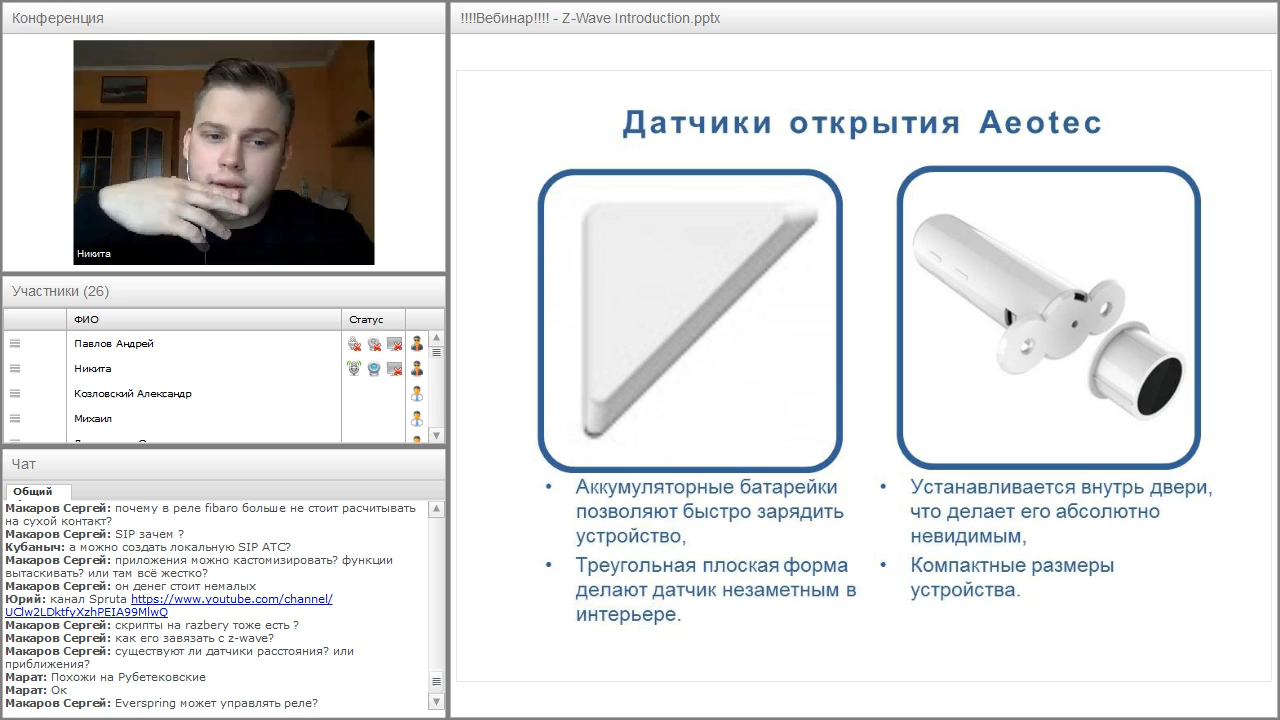 Конференция
Никита
Участники (26)
ФИО
Статус
Павлов Андрей
Никита
Козловский Александр
Михаил
Чат
Общий
Макаров Сергей: почему в реле fibaro больше не стоит расчитывать
на сухой контакт?
Макаров Сергей: SIP зачем ?
Кубаныч: а можно создать локальную SIP АТС?
Макаров Сергей: приложения можно кастомизировать? функции
вытаскивать? или там всё жестко?
Макаров Сергей: он денег стоит немалых
Юрий: канал Spruta https://www.youtube.com/channel/
UClw2LDktfyXzhPEIA99MlwQ
Макаров Сергей: скрипты на razbery тоже есть ?
Макаров Сергей: как его завязать с z-wave?
Макаров Сергей: существуют ли датчики расстояния? или
приближения?
Марат: Похожи на Рубетековские
Марат: Ок
Макаров Сергей: Everspring может управлять реле?
!!!!Вебинар!!!! - Z-Wave Introduction.pptx
Датчики открытия Aeotec
• Аккумуляторные батарейки
позволяют быстро зарядить
устройство,
• Треугольная плоская форма
делают датчик незаметным в
интерьере.
• Устанавливается внутрь двери,
что делает его абсолютно
невидимым,
• Компактные размеры
устройства.